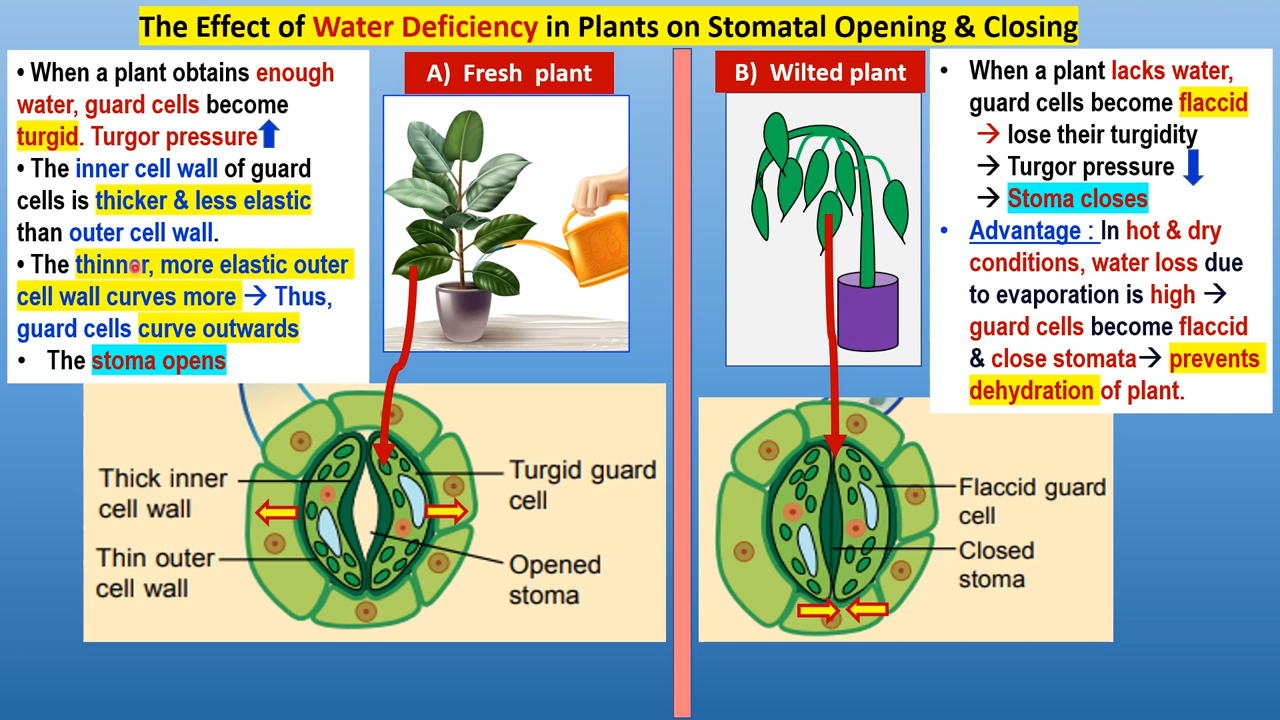 The Effect of Water Deficiency in Plants on Stomatal Opening & Closing
• When a plant obtains enough
water, guard cells become
turgid. Turgor pressure
• The inner cell wall of guard
cells is thicker & less elastic
than outer cell wall.
• The thinner, more elastic outer
cell wall curves more → Thus,
guard cells curve outwards
• The stoma opens
A) Fresh plant
Thick inner
cell wall
Thin outer
cell wall
Turgid guard
cell
Opened
stoma
B) Wilted plant
• When a plant lacks water,
guard cells become flaccid
→ lose their turgidity
→ Turgor pressure
→ Stoma closes
• Advantage : In hot & dry
conditions, water loss due
to evaporation is high →
guard cells become flaccid
& close stomata→ prevents
dehydration of plant.
Flaccid guard
cell
Closed
stoma